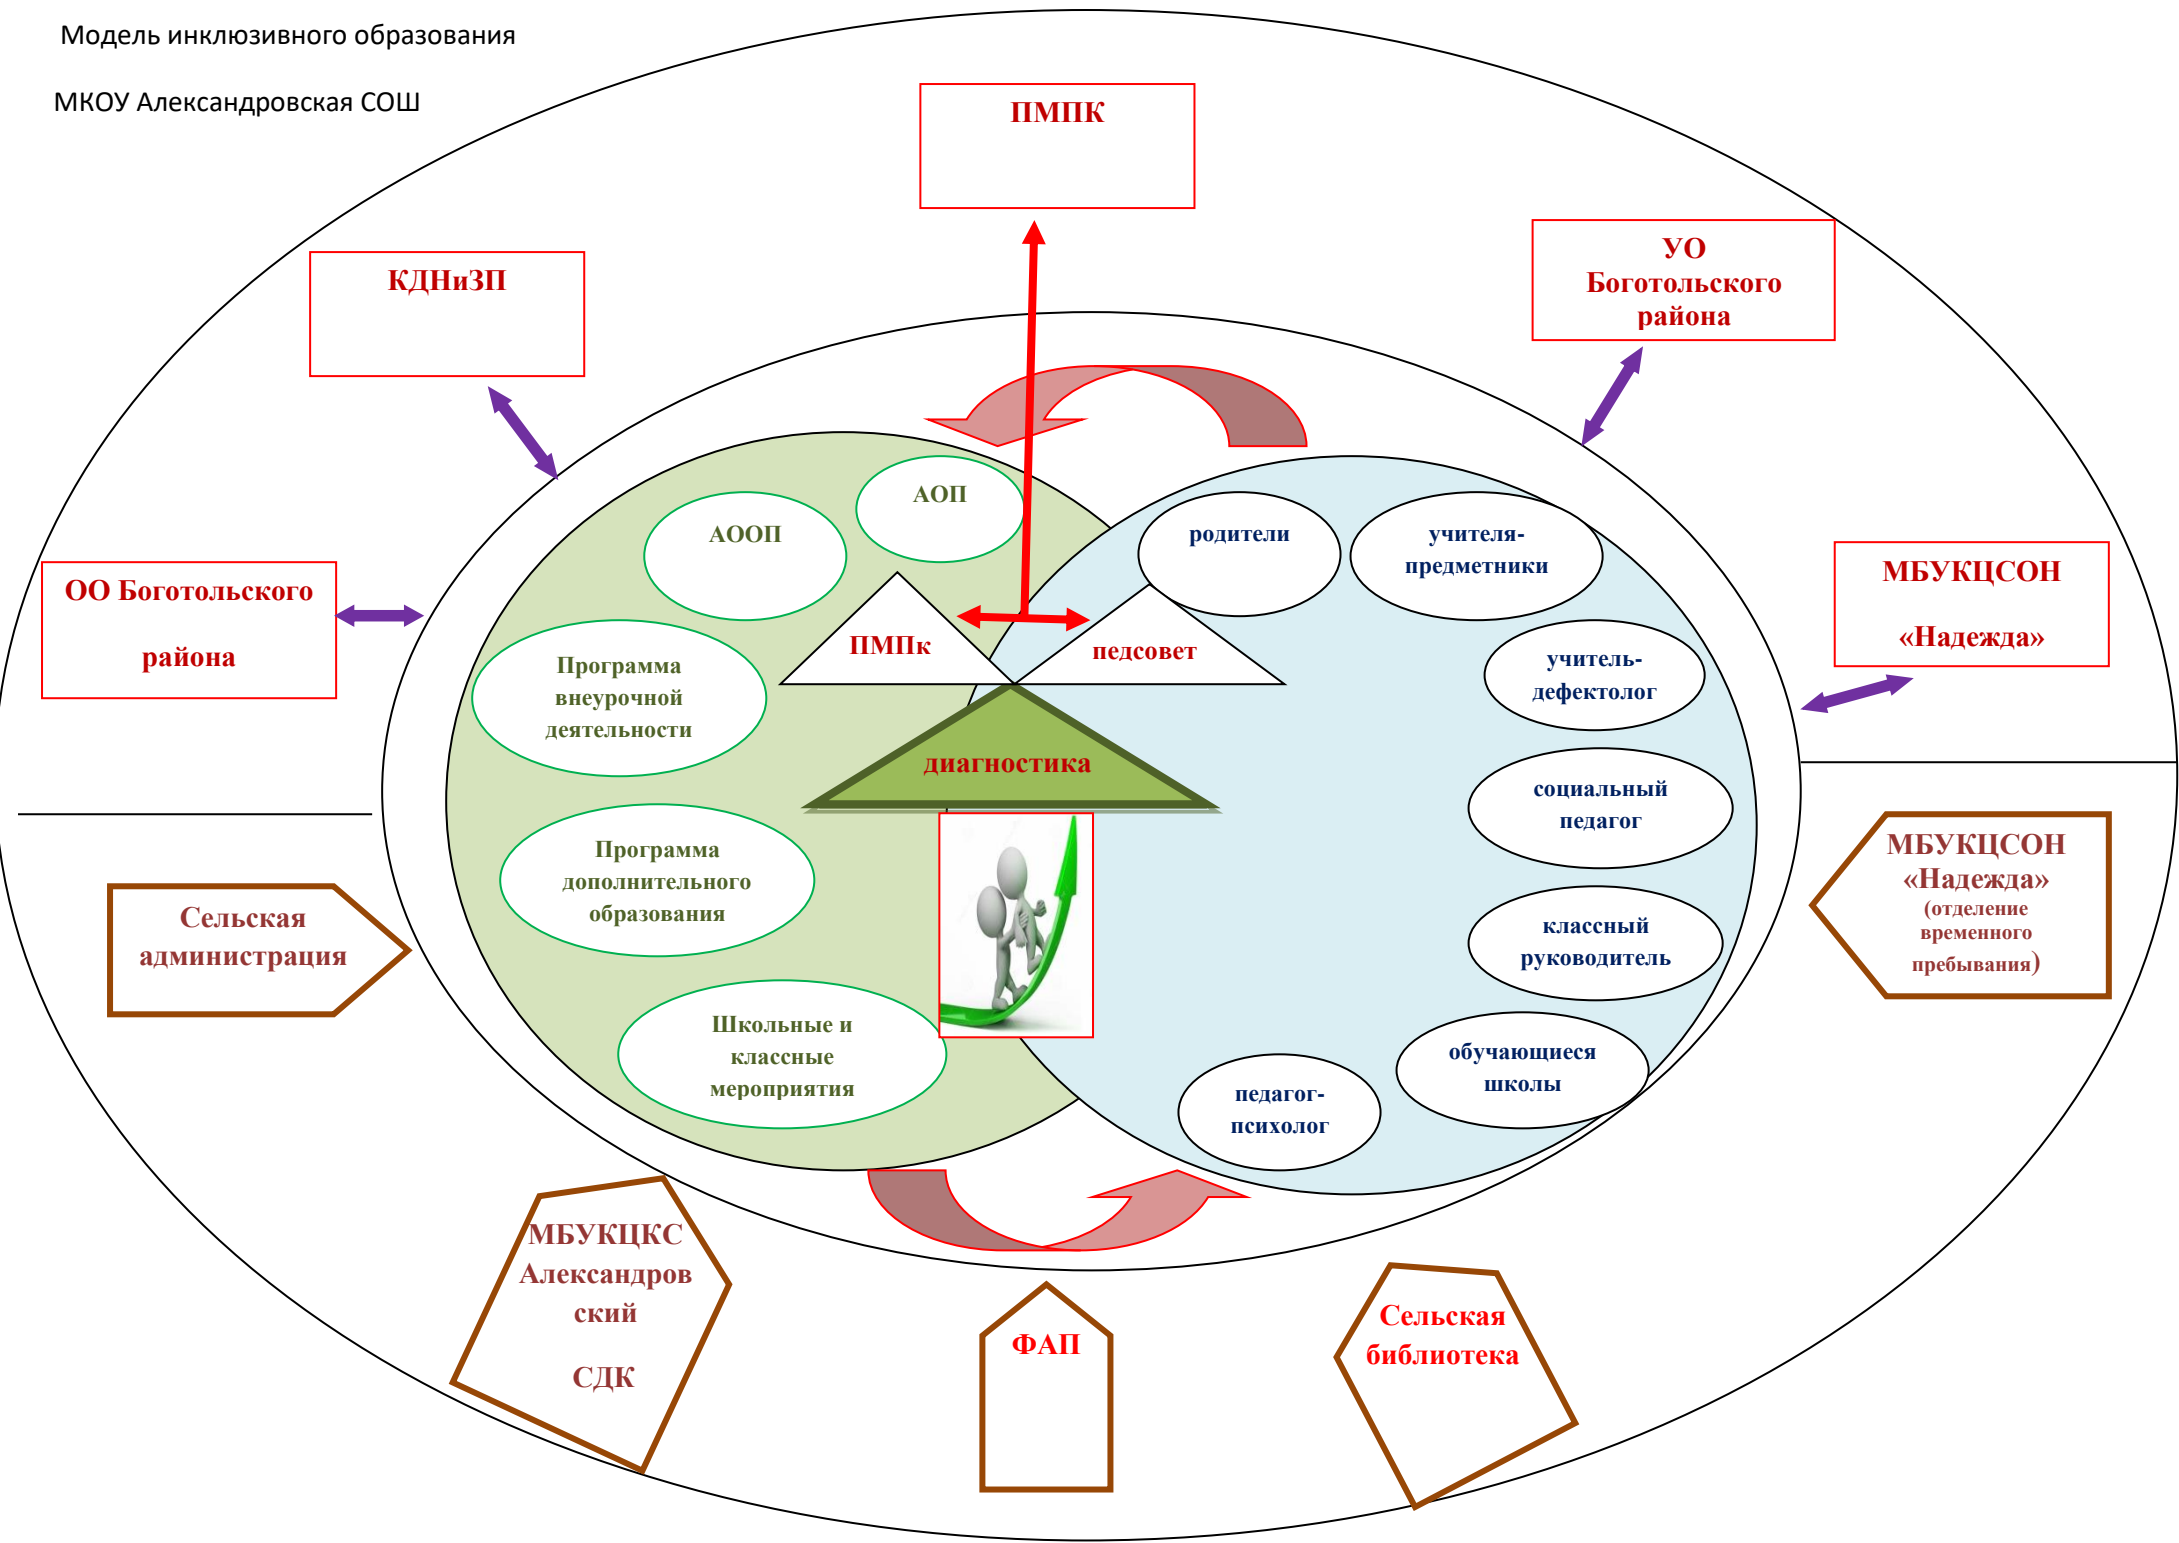 Модель инклюзивного образования
МКОУ Александровская СОШ
ПМПК
КДНиЗП
УО
Боготольского
района
ОО Боготольского
района
МБУКЦСОН
«Надежда»
АОП
АООП
Программа
внеурочной
деятельности
Программа
дополнительного
образования
Школьные и
классные
мероприятия
ПМПк
педсовет
диагностика
родители
учителя-
предметники
учитель-
дефектолог
социальный
педагог
классный
руководитель
обучающиеся
школы
педагог-
психолог
Сельская
администрация
МБУКЦСОН
«Надежда»
(отделение
временного
пребывания)
МБУКЦКС
Александров
ский
СДК
ФАП
Сельская
библиотека